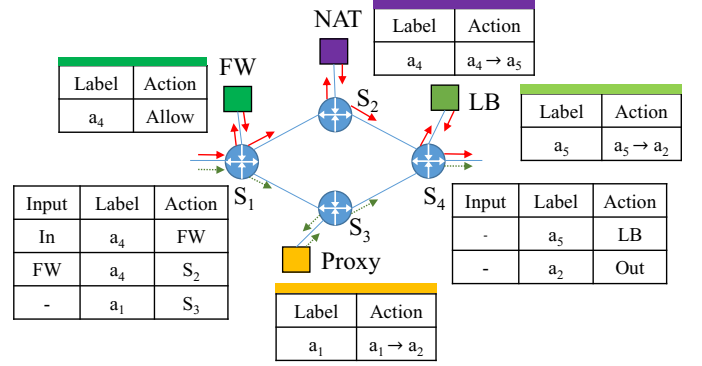 NAT
Label Action
a₄ a₄ → a₅
FW
Label Action
a₄ Allow
S₂
LB
Label Action
a₅ a₅ → a₂
S₁
S₄
S₃
Input Label Action
In a₄ FW
FW a₄ S₂
- a₁ S₃
Input Label Action
- a₅ LB
- a₂ Out
Proxy
Label Action
a₁ a₁ → a₂